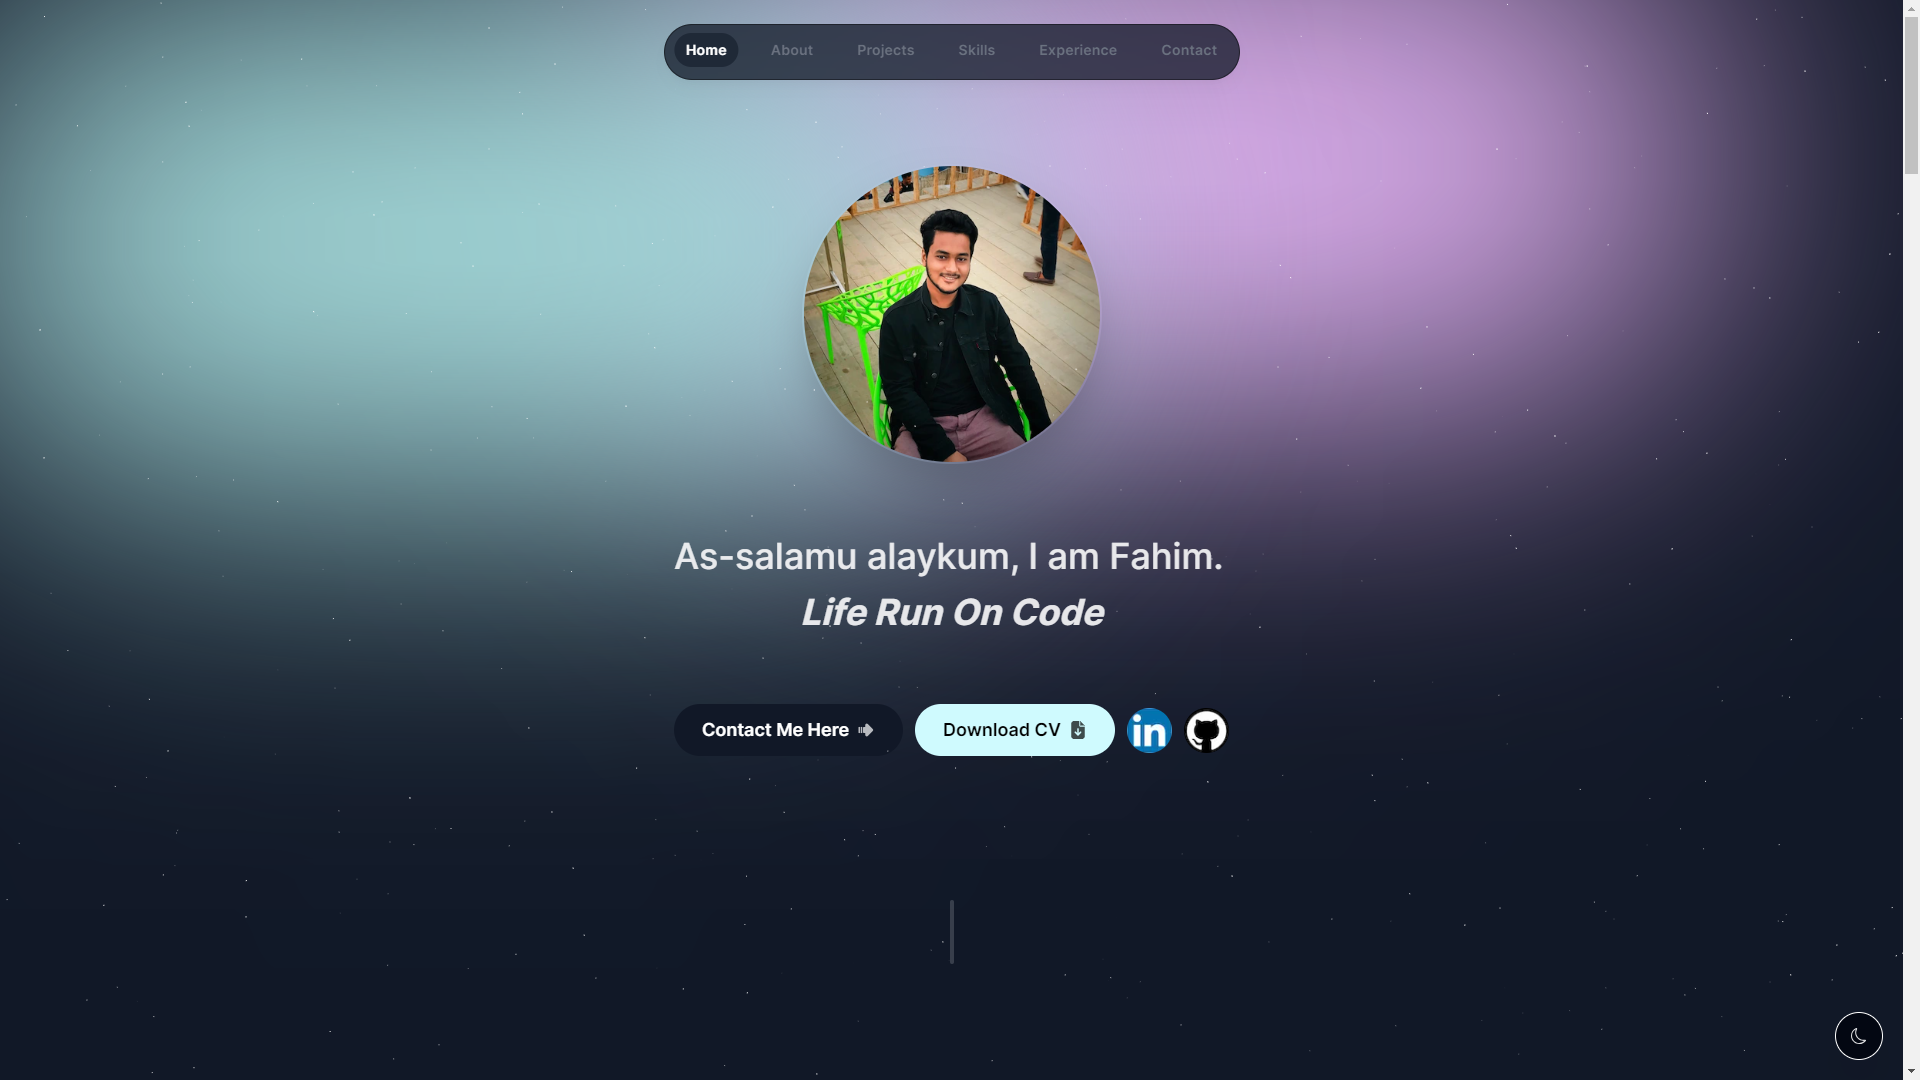 Home About Projects Skills Experience Contact
As-salamu alaykum, I am Fahim.
Life Run On Code
Contact Me Here Download CV in